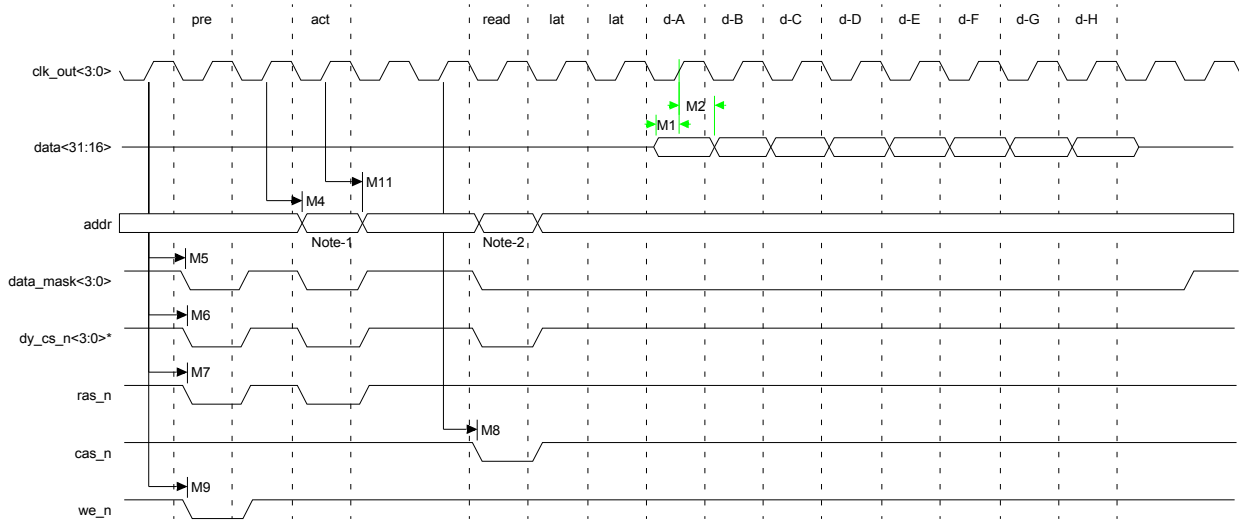 pre act read lat lat d-A d-B d-C d-D d-E d-F d-G d-H
clk_out<3:0>
M2
M1
data<31:16>
M11
M4
addr
Note-1 Note-2
M5
data_mask<3:0>
M6
dy_cs_n<3:0>*
M7
ras_n
M8
cas_n
M9
we_n